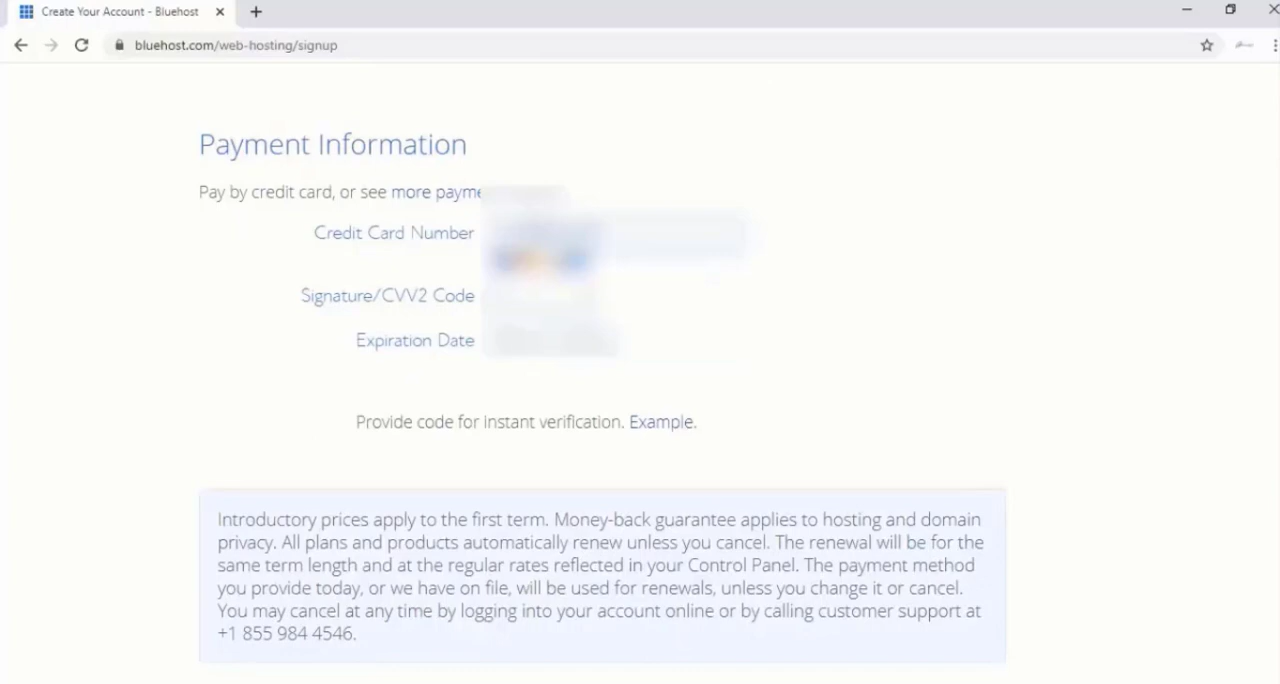 Create Your Account - Bluehost
bluehost.com/web-hosting/signup
Payment Information
Pay by credit card, or see more payme
Credit Card Number
Signature/CVV2 Code
Expiration Date
Provide code for instant verification. Example.
Introductory prices apply to the first term. Money-back guarantee applies to hosting and domain
privacy. All plans and products automatically renew unless you cancel. The renewal will be for the
same term length and at the regular rates reflected in your Control Panel. The payment method
you provide today, or we have on file, will be used for renewals, unless you change it or cancel.
You may cancel at any time by logging into your account online or by calling customer support at
+1 855 984 4546.